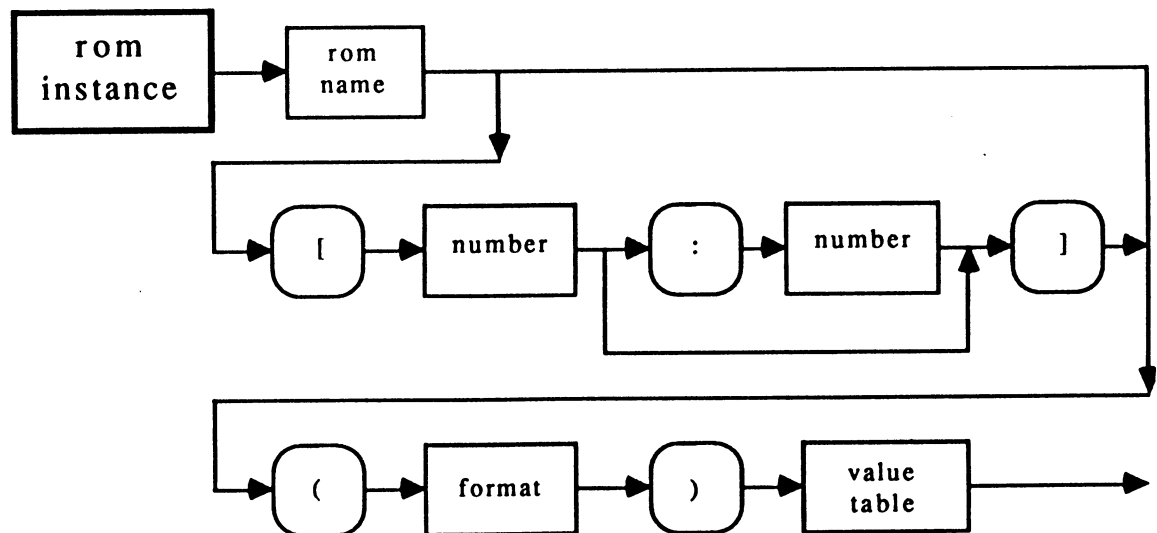 rom
instance
rom
name
[
number
:
number
]
(
format
)
value
table